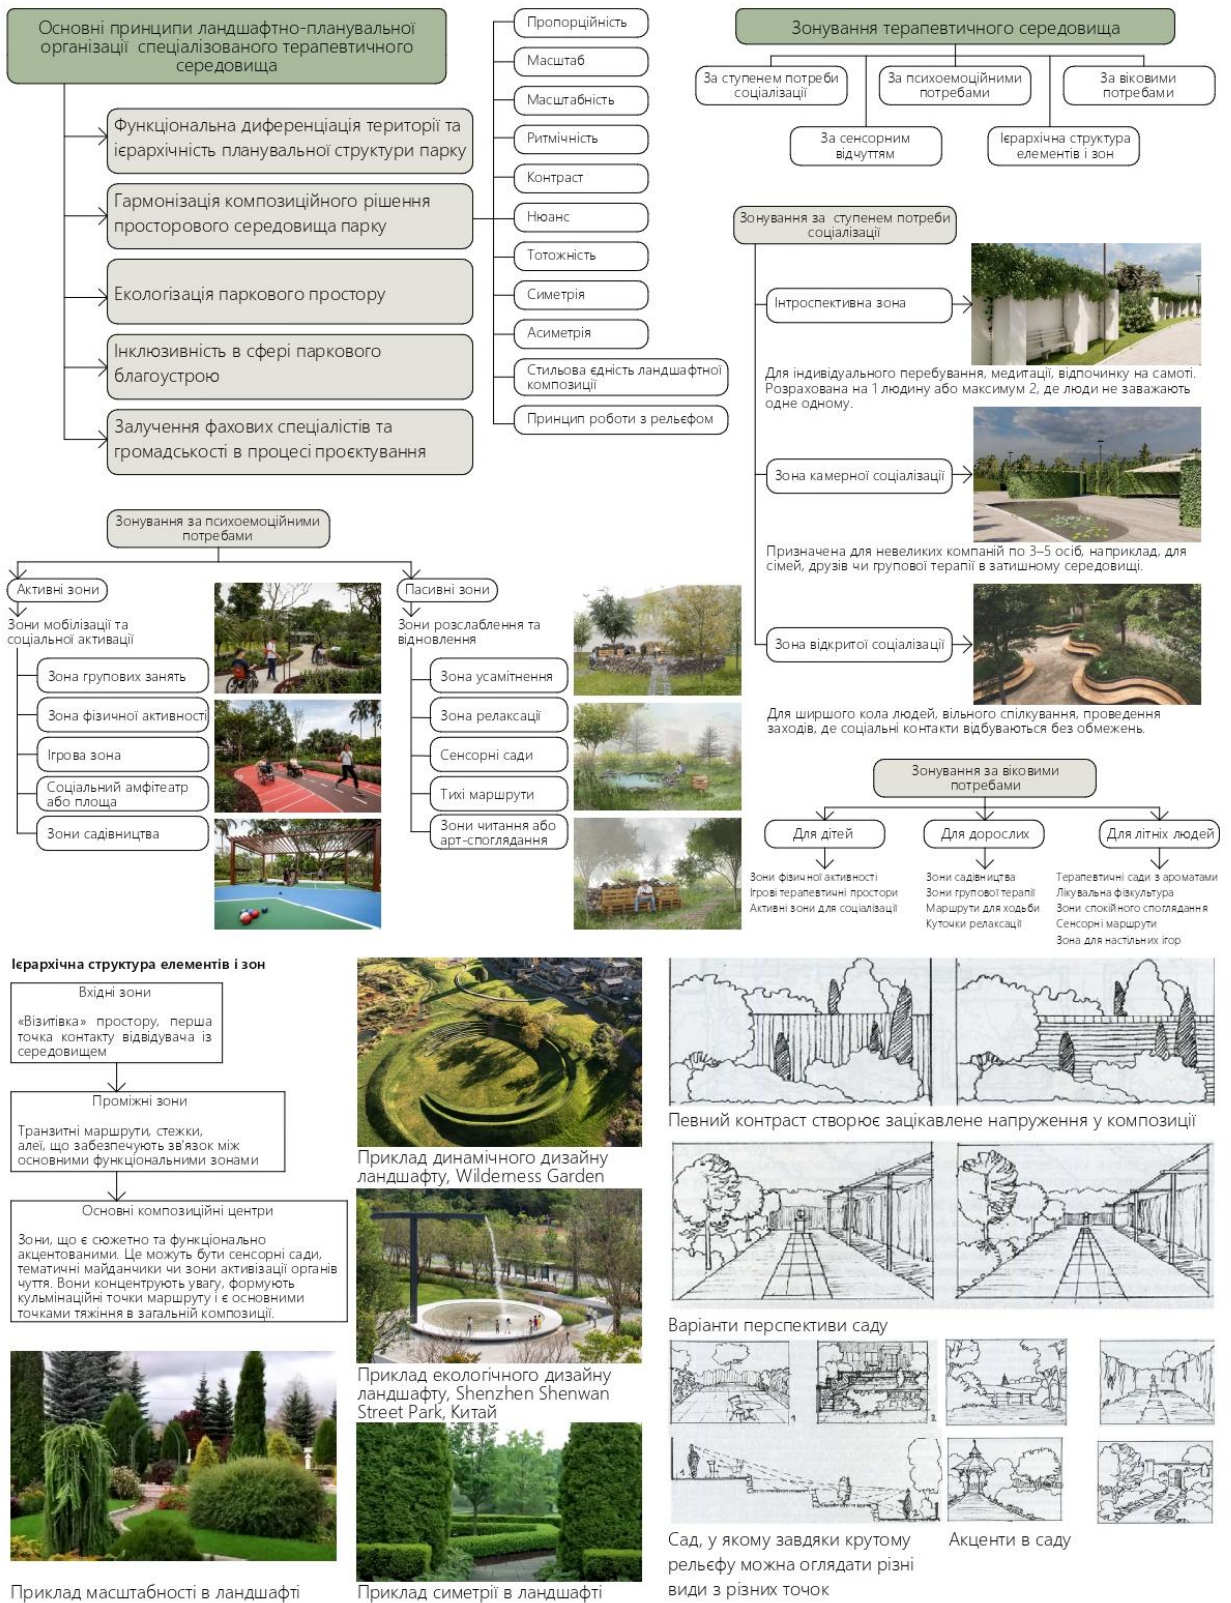 Основні принципи ландшафтно-планувальної
організації спеціалізованого терапевтичного
середовища
Функціональна диференціація території та
ієрархічність планувальної структури парку
Гармонізація композиційного рішення
просторового середовища парку
Екологізація паркового простору
Інклюзивність в сфері паркового
благоустрою
Залучення фахових спеціалістів та
громадськості в процесі проєктування
Пропорційність
Масштаб
Масштабність
Ритмічність
Контраст
Нюанс
Тотожність
Симетрія
Асиметрія
Стильова єдність ландшафтної
композиції
Принцип роботи з рельєфом
Зонування терапевтичного середовища
За ступенем потреби
соціалізації
За психоемоційними
потребами
За віковими
потребами
За сенсорним
відчуттям
Ієрархічна структура
елементів і зон
Зонування за  ступенем потреби
соціалізації
Інтроспективна зона
Для індивідуального перебування, медитації, відпочинку на самоті.
Розрахована на 1 людину або максимум 2, де люди не заважають
одне одному.
Зона камерної соціалізації
Призначена для невеликих компаній по 3–5 осіб, наприклад, для
сімей, друзів чи групової терапії в затишному середовищі.
Зона відкритої соціалізації
Для ширшого кола людей, вільного спілкування, проведення
заходів, де соціальні контакти відбуваються без обмежень.
Зонування за психоемоційними
потребами
Активні зони
Зони мобілізації та
соціальної активації
Зона групових занять
Зона фізичної активності
Ігрова зона
Соціальний амфітеатр
або площа
Зони садівництва
Пасивні зони
Зони розслаблення та
відновлення
Зона усамітнення
Зона релаксації
Сенсорні сади
Тихі маршрути
Зони читання або
арт-споглядання
Зонування за віковими
потребами
Для дітей
Для дорослих
Для літніх людей
Зони фізичної активності
Ігрові терапевтичні простори
Активні зони для соціалізації
Зони садівництва
Зони групової терапії
Маршрути для ходьби
Куточки релаксації
Терапевтичні сади з ароматами
Лікувальна фізкультура
Зони спокійного споглядання
Сенсорні маршрути
Зона для настільних ігор
Ієрархічна структура елементів і зон
Вхідні зони
«Візитівка» простору, перша
точка контакту відвідувача із
середовищем
Проміжні зони
Транзитні маршрути, стежки,
алеї, що забезпечують зв'язок між
основними функціональними зонами
Основні композиційні центри
Зони, що є сюжетно та функціонально
акцентованими. Це можуть бути сенсорні сади,
тематичні майданчики чи зони активізації органів
чуття. Вони концентрують увагу, формують
кульмінаційні точки маршруту і є основними
точками тяжіння в загальній композиції.
Приклад масштабності в ландшафті
Приклад динамічного дизайну
ландшафту, Wilderness Garden
Приклад екологічного дизайну
ландшафту, Shenzhen Shenwan
Street Park, Китай
Приклад симетрії в ландшафті
Певний контраст створює зацікавлене напруження у композиції
Варіанти перспективи саду
1
2
Сад, у якому завдяки крутому
рельєфу можна оглядати різні
види з різних точок
Акценти в саду